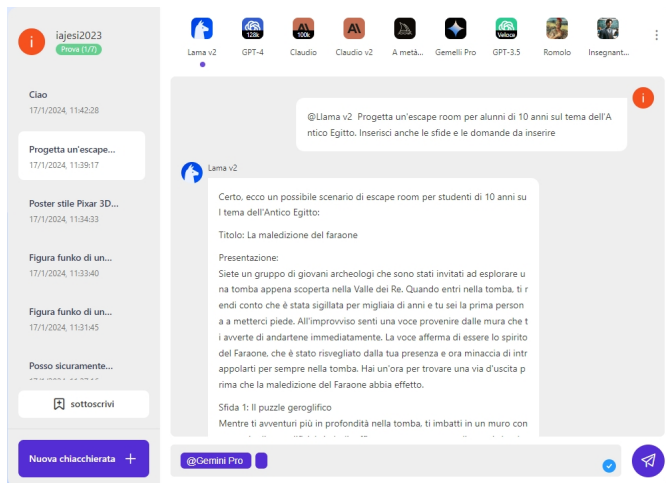 iajesi2023
Prova (1/7)
Ciao
17/1/2024, 11:42:28
Progetta un'escape...
17/1/2024, 11:39:17
Poster stile Pixar 3D...
17/1/2024, 11:34:33
Figura funko di un...
17/1/2024, 11:33:40
Figura funko di un...
17/1/2024, 11:31:45
Posso sicuramente...
sottoscrivi
Nuova chiacchierata +
128k
100k
Veloce
Lama v2
GPT-4
Claudio
Claudio v2
A metà...
Gemelli Pro
GPT-3.5
Romolo
Insegnant...
@Llama v2 Progetta un'escape room per alunni di 10 anni sul tema dell'A
ntico Egitto. Inserisci anche le sfide e le domande da inserire
Lama v2
Certo, ecco un possibile scenario di escape room per studenti di 10 anni su
l tema dell'Antico Egitto:
Titolo: La maledizione del faraone
Presentazione:
Siete un gruppo di giovani archeologi che sono stati invitati ad esplorare u
na tomba appena scoperta nella Valle dei Re. Quando entri nella tomba, ti r
endi conto che è stata sigillata per migliaia di anni e tu sei la prima person
a a metterci piede. All'improvviso senti una voce provenire dalle mura che t
i avverte di andartene immediatamente. La voce afferma di essere lo spirito
del Faraone, che è stato risvegliato dalla tua presenza e ora minaccia di intr
appolarti per sempre nella tomba. Hai un'ora per trovare una via d'uscita p
rima che la maledizione del Faraone abbia effetto.
Sfida 1: Il puzzle geroglifico
Mentre ti avventuri più in profondità nella tomba, ti imbatti in un muro con
@Gemini Pro